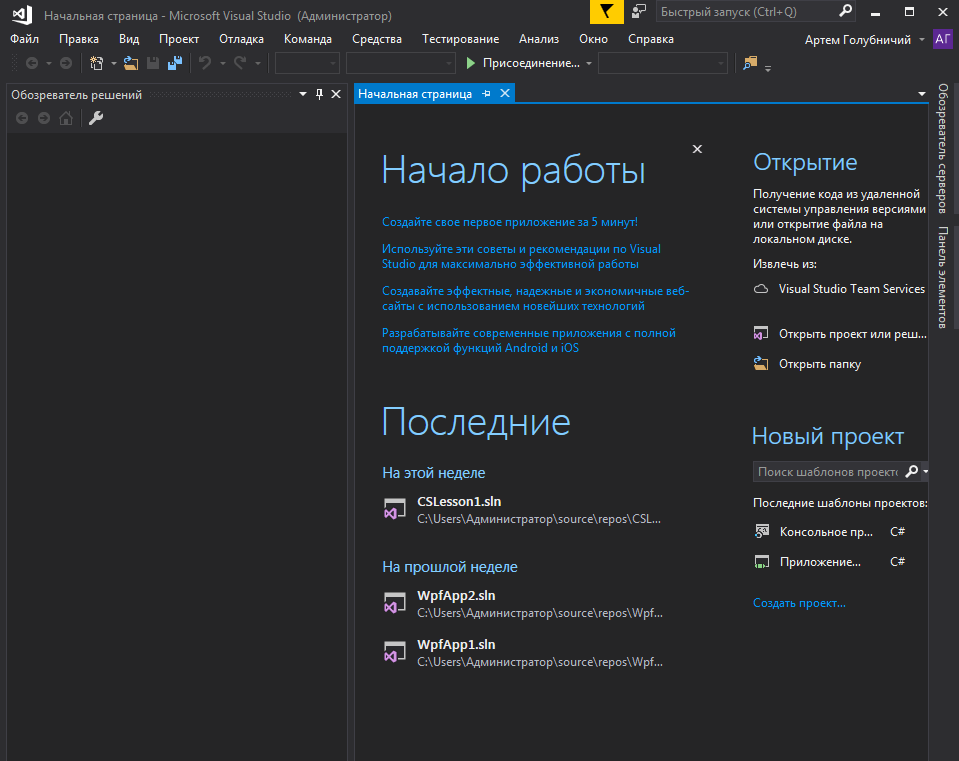 Начальная страница - Microsoft Visual Studio (Администратор)
Быстрый запуск (Ctrl+Q)
Файл Правка Вид Проект Отладка Команда Средства Тестирование Анализ Окно Справка
Артем Голубничий АГ
Присоединение...
Обозреватель решений
Начальная страница
Начало работы
Создайте свое первое приложение за 5 минут!
Используйте эти советы и рекомендации по Visual
Studio для максимально эффективной работы
Создавайте эффектные, надежные и экономичные веб-
сайты с использованием новейших технологий
Разрабатывайте современные приложения с полной
поддержкой функций Android и iOS
Последние
На этой неделе
CSLesson1.sln
C:\Users\Администратор\source\repos\CSL...
На прошлой неделе
WpfApp2.sln
C:\Users\Администратор\source\repos\Wpf...
WpfApp1.sln
C:\Users\Администратор\source\repos\Wpf...
Открытие
Получение кода из удаленной
системы управления версиями
или открытие файла на
локальном диске.
Извлечь из:
Visual Studio Team Services
Открыть проект или реш...
Открыть папку
Новый проект
Поиск шаблонов проекто
Последние шаблоны проектов:
Консольное пр... C#
Приложение... C#
Создать проект...
Обозреватель серверов
Панель элементов